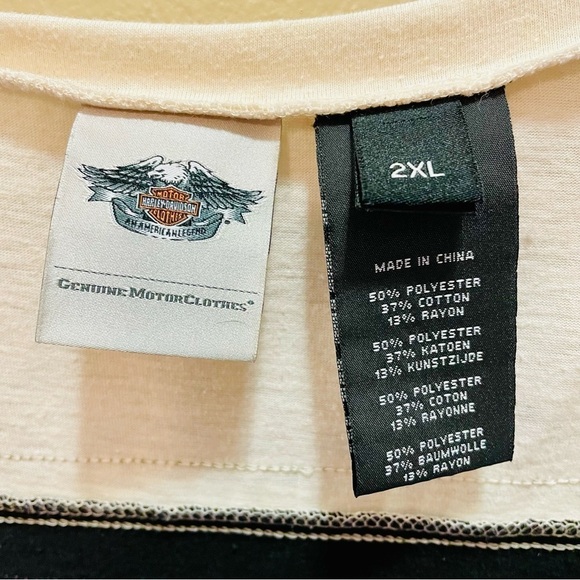 MOTOR
HARLEY-DAVIDSON
CLOTHES
AN AMERICAN LEGEND
GENUINE MOTORCLOTHES®
2XL
MADE IN CHINA
50% POLYESTER
37% COTTON
13% RAYON
50% POLYESTER
37% KATOEN
13% KUNSTZIJDE
50% POLYESTER
37% COTON
13% RAYONNE
50% POLYESTER
37% BAUMWOLLE
13% RAYON